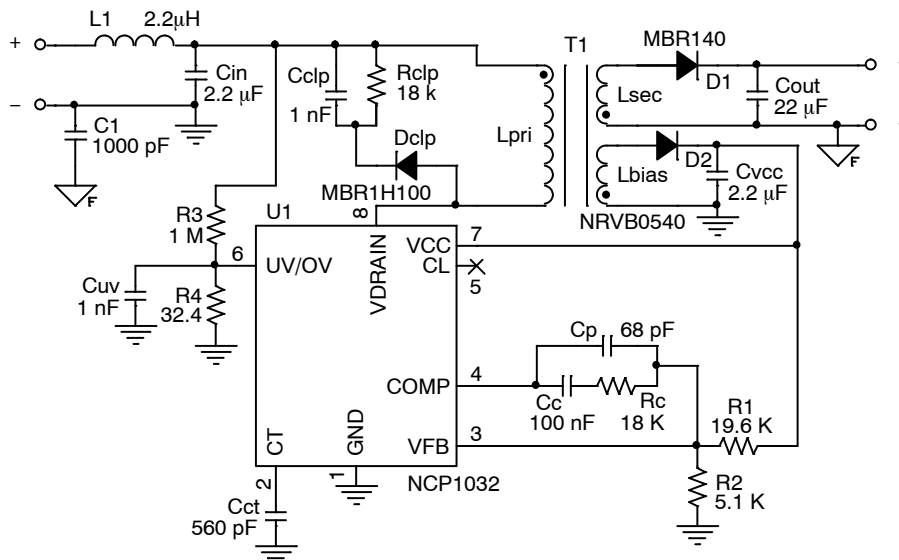 L1 2.2μH
+
−
Cin
2.2 μF
C1
1000 pF
F
Cclp
1 nF
Rclp
18 k
Dclp
MBR1H100
T1
Lpri
Lsec
Lbias
MBR140
D1
Cout
22 μF
F
D2
Cvcc
2.2 μF
NRVB0540
R3
1 M
U1
8
6
UV/OV
VDRAIN
VCC
7
CL
5
Cuv
1 nF
R4
32.4
Cp 68 pF
COMP
4
Cc
100 nF
Rc
18 K
R1
19.6 K
CT
GND
VFB
3
2
1
NCP1032
R2
5.1 K
Cct
560 pF